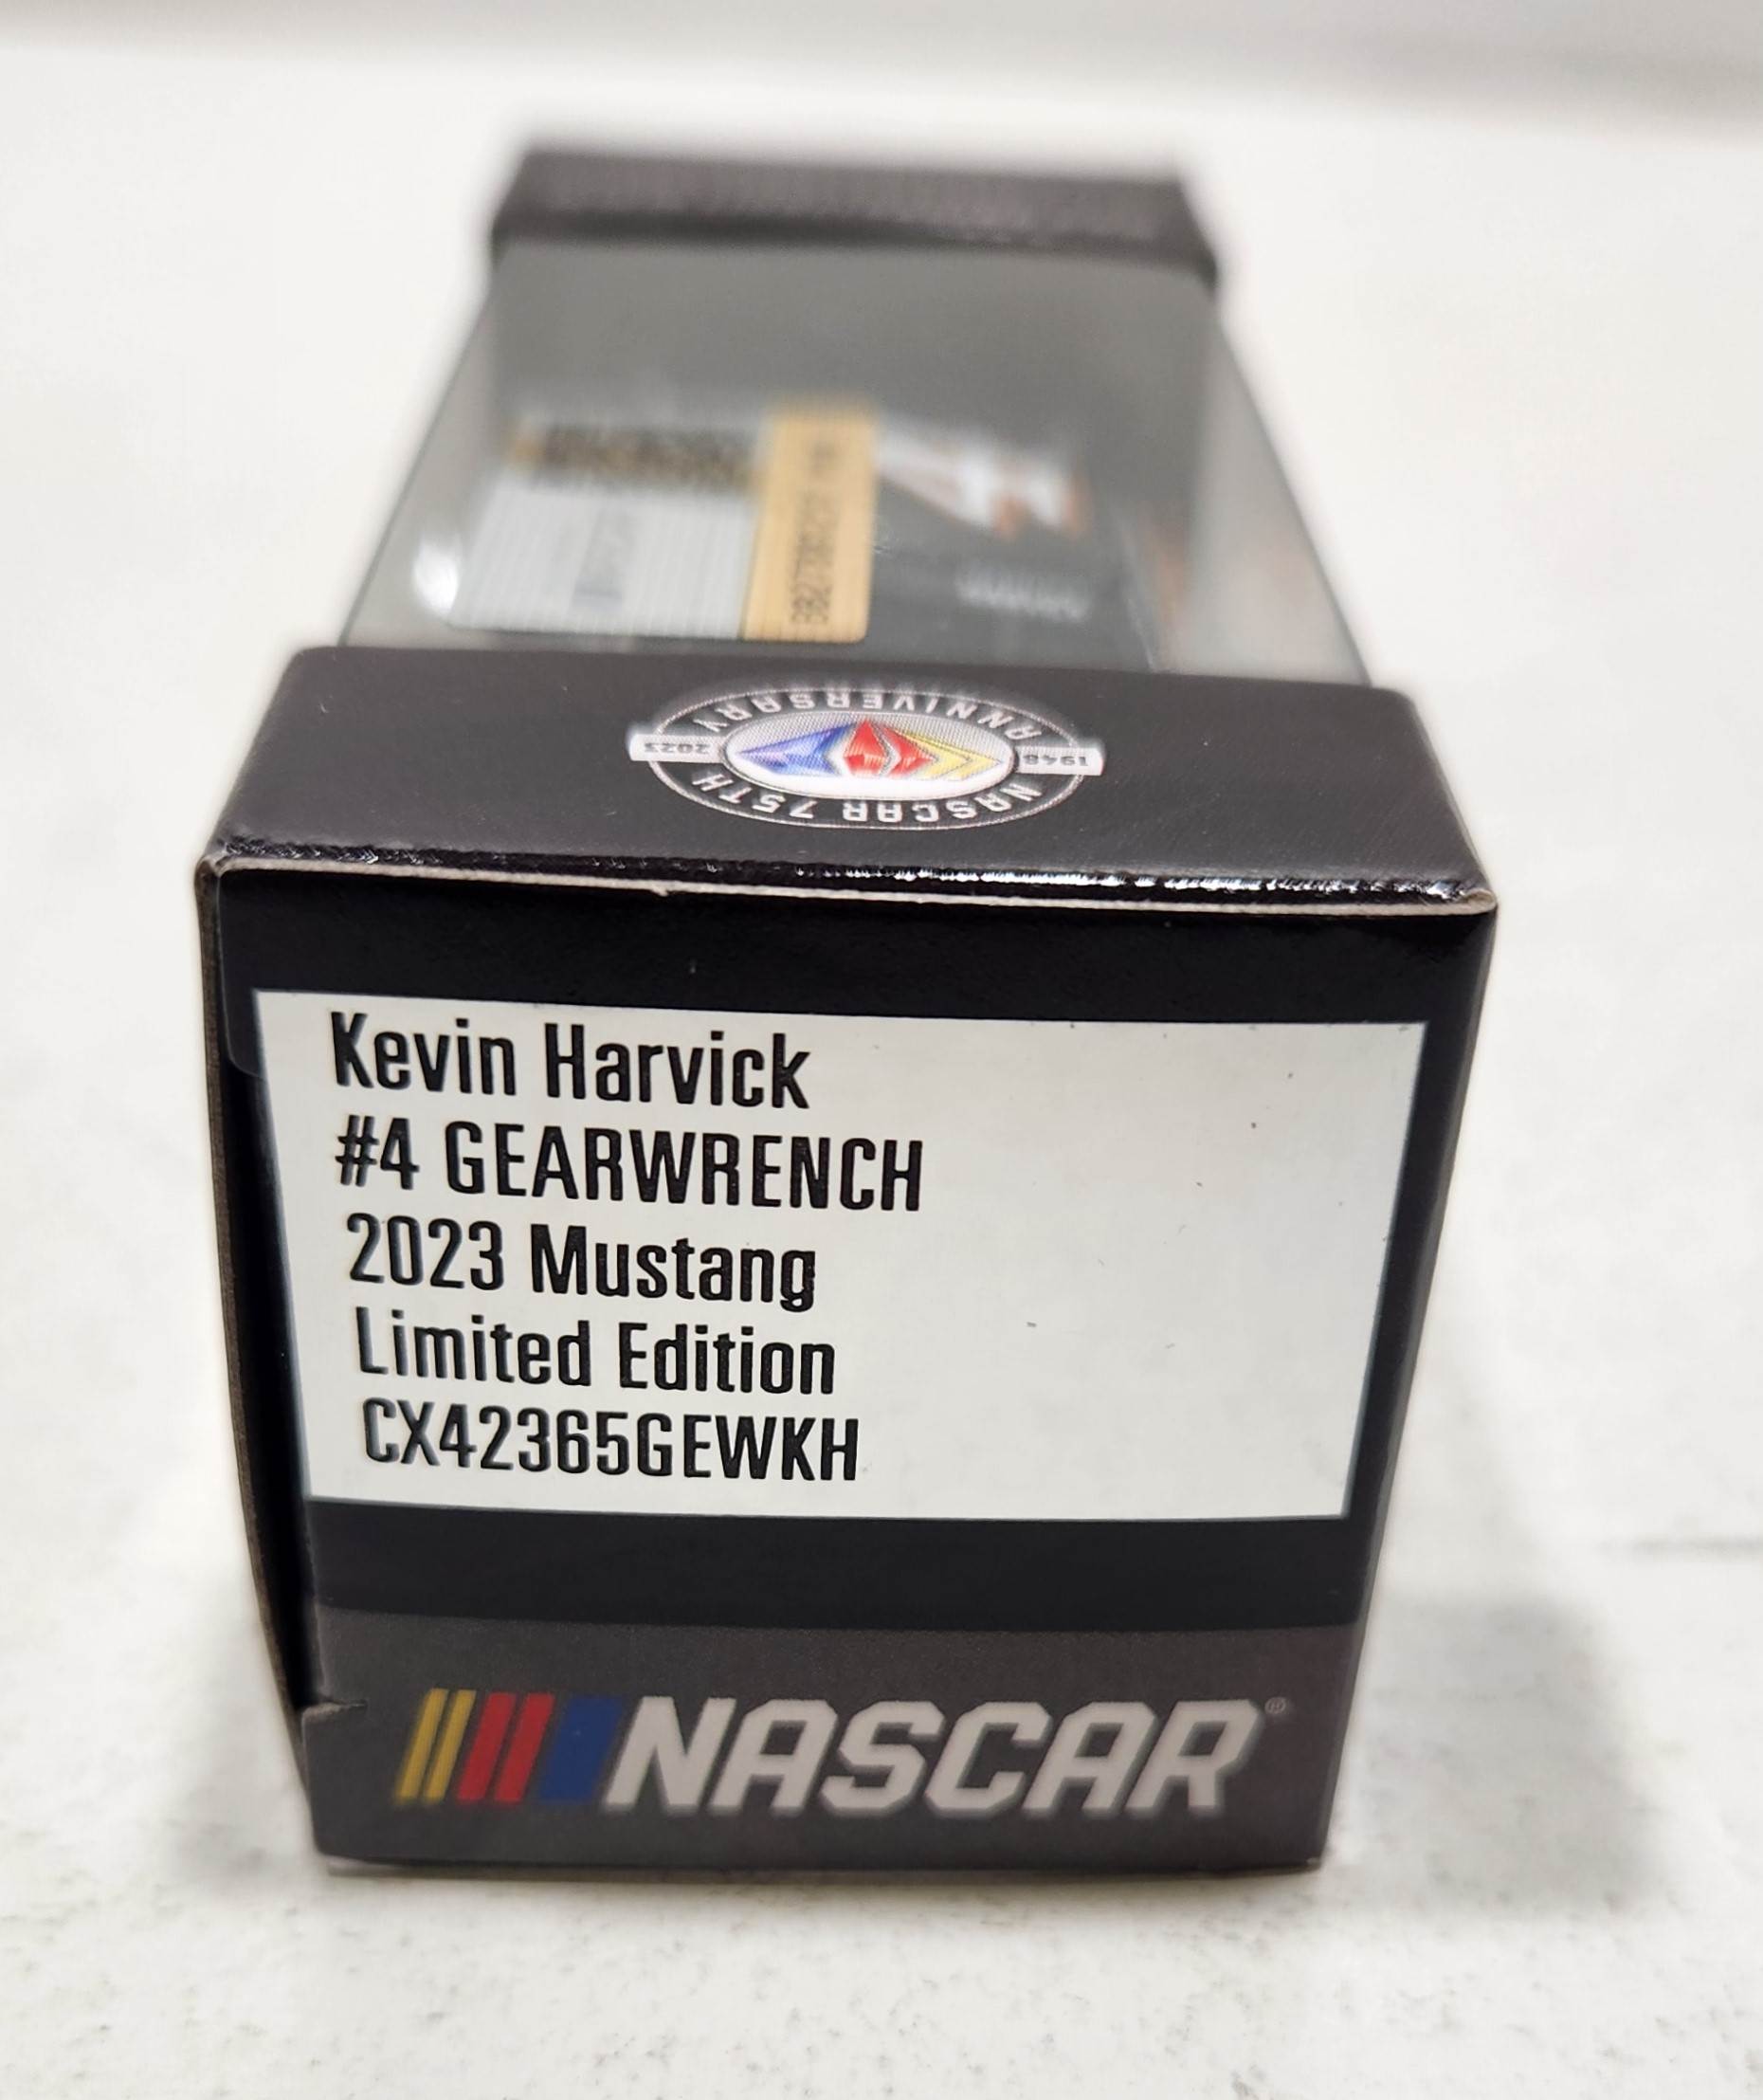 NASCAR 75TH
ANNIVERSARY
1948
2023
Kevin Harvick
#4 GEARWRENCH
2023 Mustang
Limited Edition
CX42365GEWKH
NASCAR®